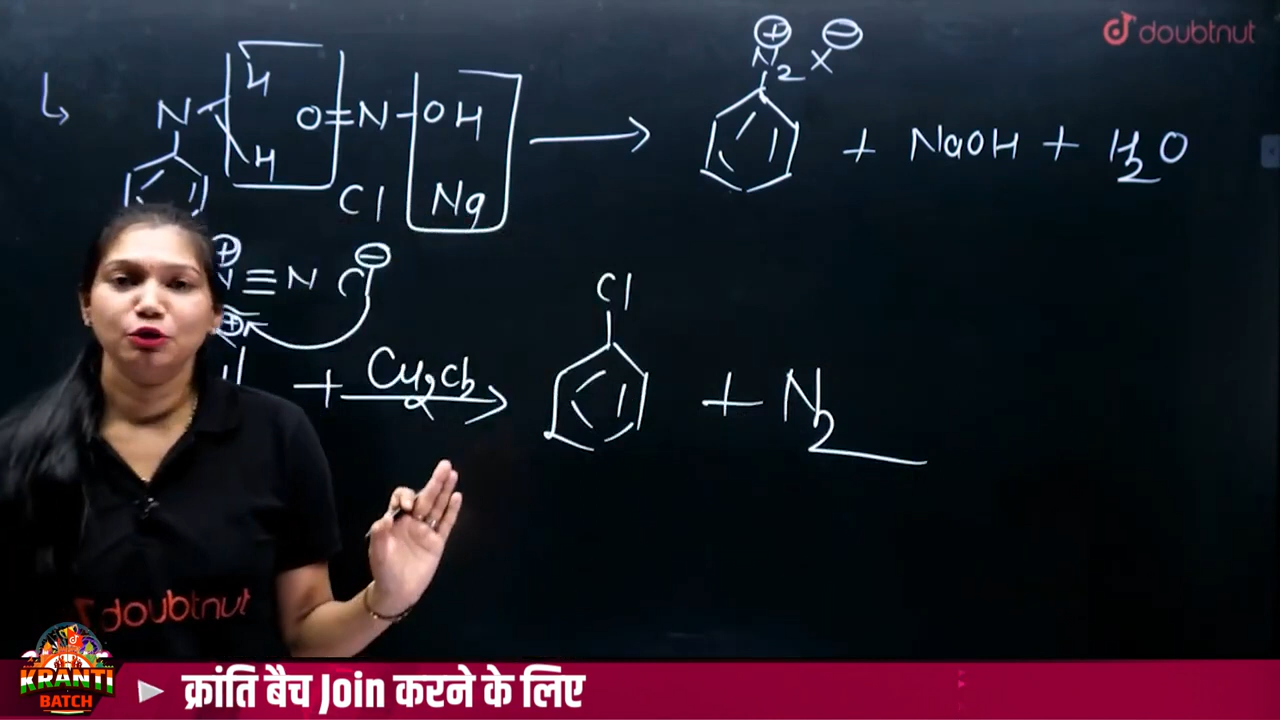 doubtnut
⊕ ⊖
H N₂ X
N O=N-OH
H → + NaOH + H₂O
Cl Na
⊕ ⊖
N≡N Cl
⊕ Cl
+ Cu₂Cl₂ → + N₂
doubtnut
KRANTI
BATCH
क्रांति बैच Join करने के लिए